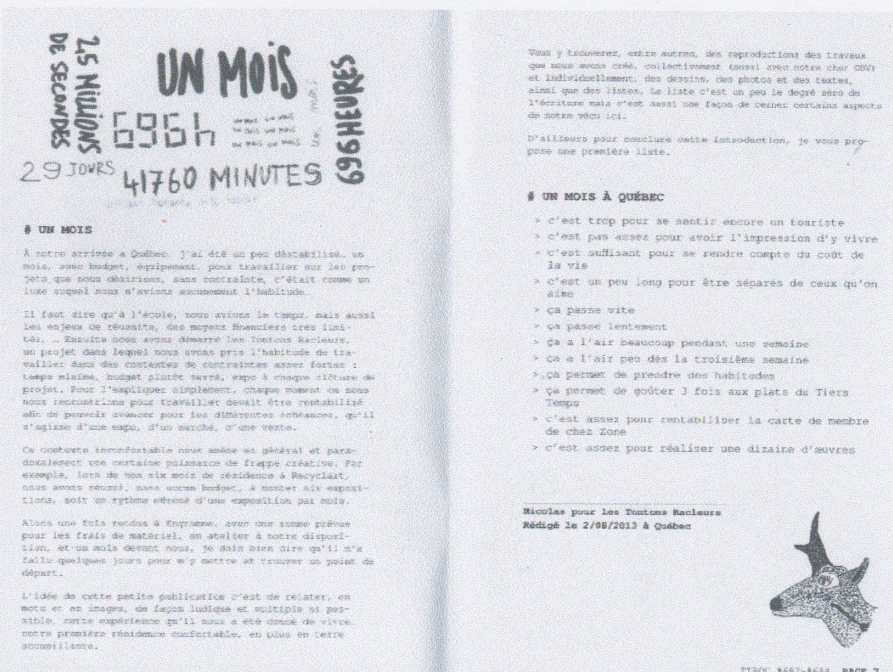 25 MILLIONS
DE SECONDES
UN MOIS
696H
696 HEURES
29 JOURS
41760 MINUTES
# UN MOIS
À notre arrivée a Québec, j'ai été un peu déstabilisé. un
mois, avec budget, équipement, pour travailler sur les pro-
jets que nous désirions, sans contrainte, c'était comme un
luxe auquel nous n'avions aucunement l'habitude.
Il faut dire qu'à l'école, nous avions le temps, mais aussi
les enjeux de réussite, des moyens financiers très limi-
tés, … Ensuite nous avons démarré les Tontons Racleurs,
un projet dans lequel nous avons pris l'habitude de tra-
vailler dans des contextes de contraintes assez fortes :
temps minime, budget plutôt serré, expo à chaque clôture de
projet. Pour l'expliquer simplement, chaque moment où nous
nous rencontrions pour travailler devait être rentabilisé
afin de pouvoir avancer pour les différentes échéances, qu'il
s'agisse d'une expo, d'un marché, d'une vente.
Ce contexte inconfortable nous amène en général et para-
doxalement une certaine puissance de frappe créative. Par
exemple, lors de nos six mois de résidence à Recyclart,
nous avons réussi, sans aucun budget, à monter six exposi-
tions, soit un rythme effréné d'une exposition par mois.
Alors une fois rendus à Engramme, avec une somme prévue
pour les frais de matériel, un atelier à notre disposi-
tion, et un mois devant nous, je dois bien dire qu'il m'a
fallu quelques jours pour m'y mettre et trouver un point de
départ.
L'idée de cette petite publication c'est de relater, en
mots et en images, de façon ludique et multiple si pos-
sible, cette expérience qu'il nous a été donné de vivre,
notre première résidence confortable, en plus en terre
accueillante.
Vous y trouverez, entre autres, des reproductions des travaux
que nous avons créé, collectivement (aussi avec notre cher OBV)
et individuellement, des dessins, des photos et des textes,
ainsi que des listes. La liste c'est un peu le degré zéro de
l'écriture mais c'est aussi une façon de cerner certains aspects
de notre vécu ici.
D'ailleurs pour conclure cette introduction, je vous pro-
pose une première liste.
# UN MOIS À QUÉBEC
> c'est trop pour se sentir encore un touriste
> c'est pas assez pour avoir l'impression d'y vivre
> c'est suffisant pour se rendre compte du coût de
la vie
> c'est un peu long pour être séparés de ceux qu'on
aime
> ça passe vite
> ça passe lentement
> ça a l'air beaucoup pendant une semaine
> ça a l'air peu dès la troisième semaine
> ça permet de prendre des habitudes
> ça permet de goûter 3 fois aux plats du Tiers
Temps
> c'est assez pour rentabiliser la carte de membre
de chez Zone
> c'est assez pour réaliser une dizaine d'œuvres
Nicolas pour les Tontons Racleurs
Rédigé le 2/08/2013 à Québec
PAGE 7